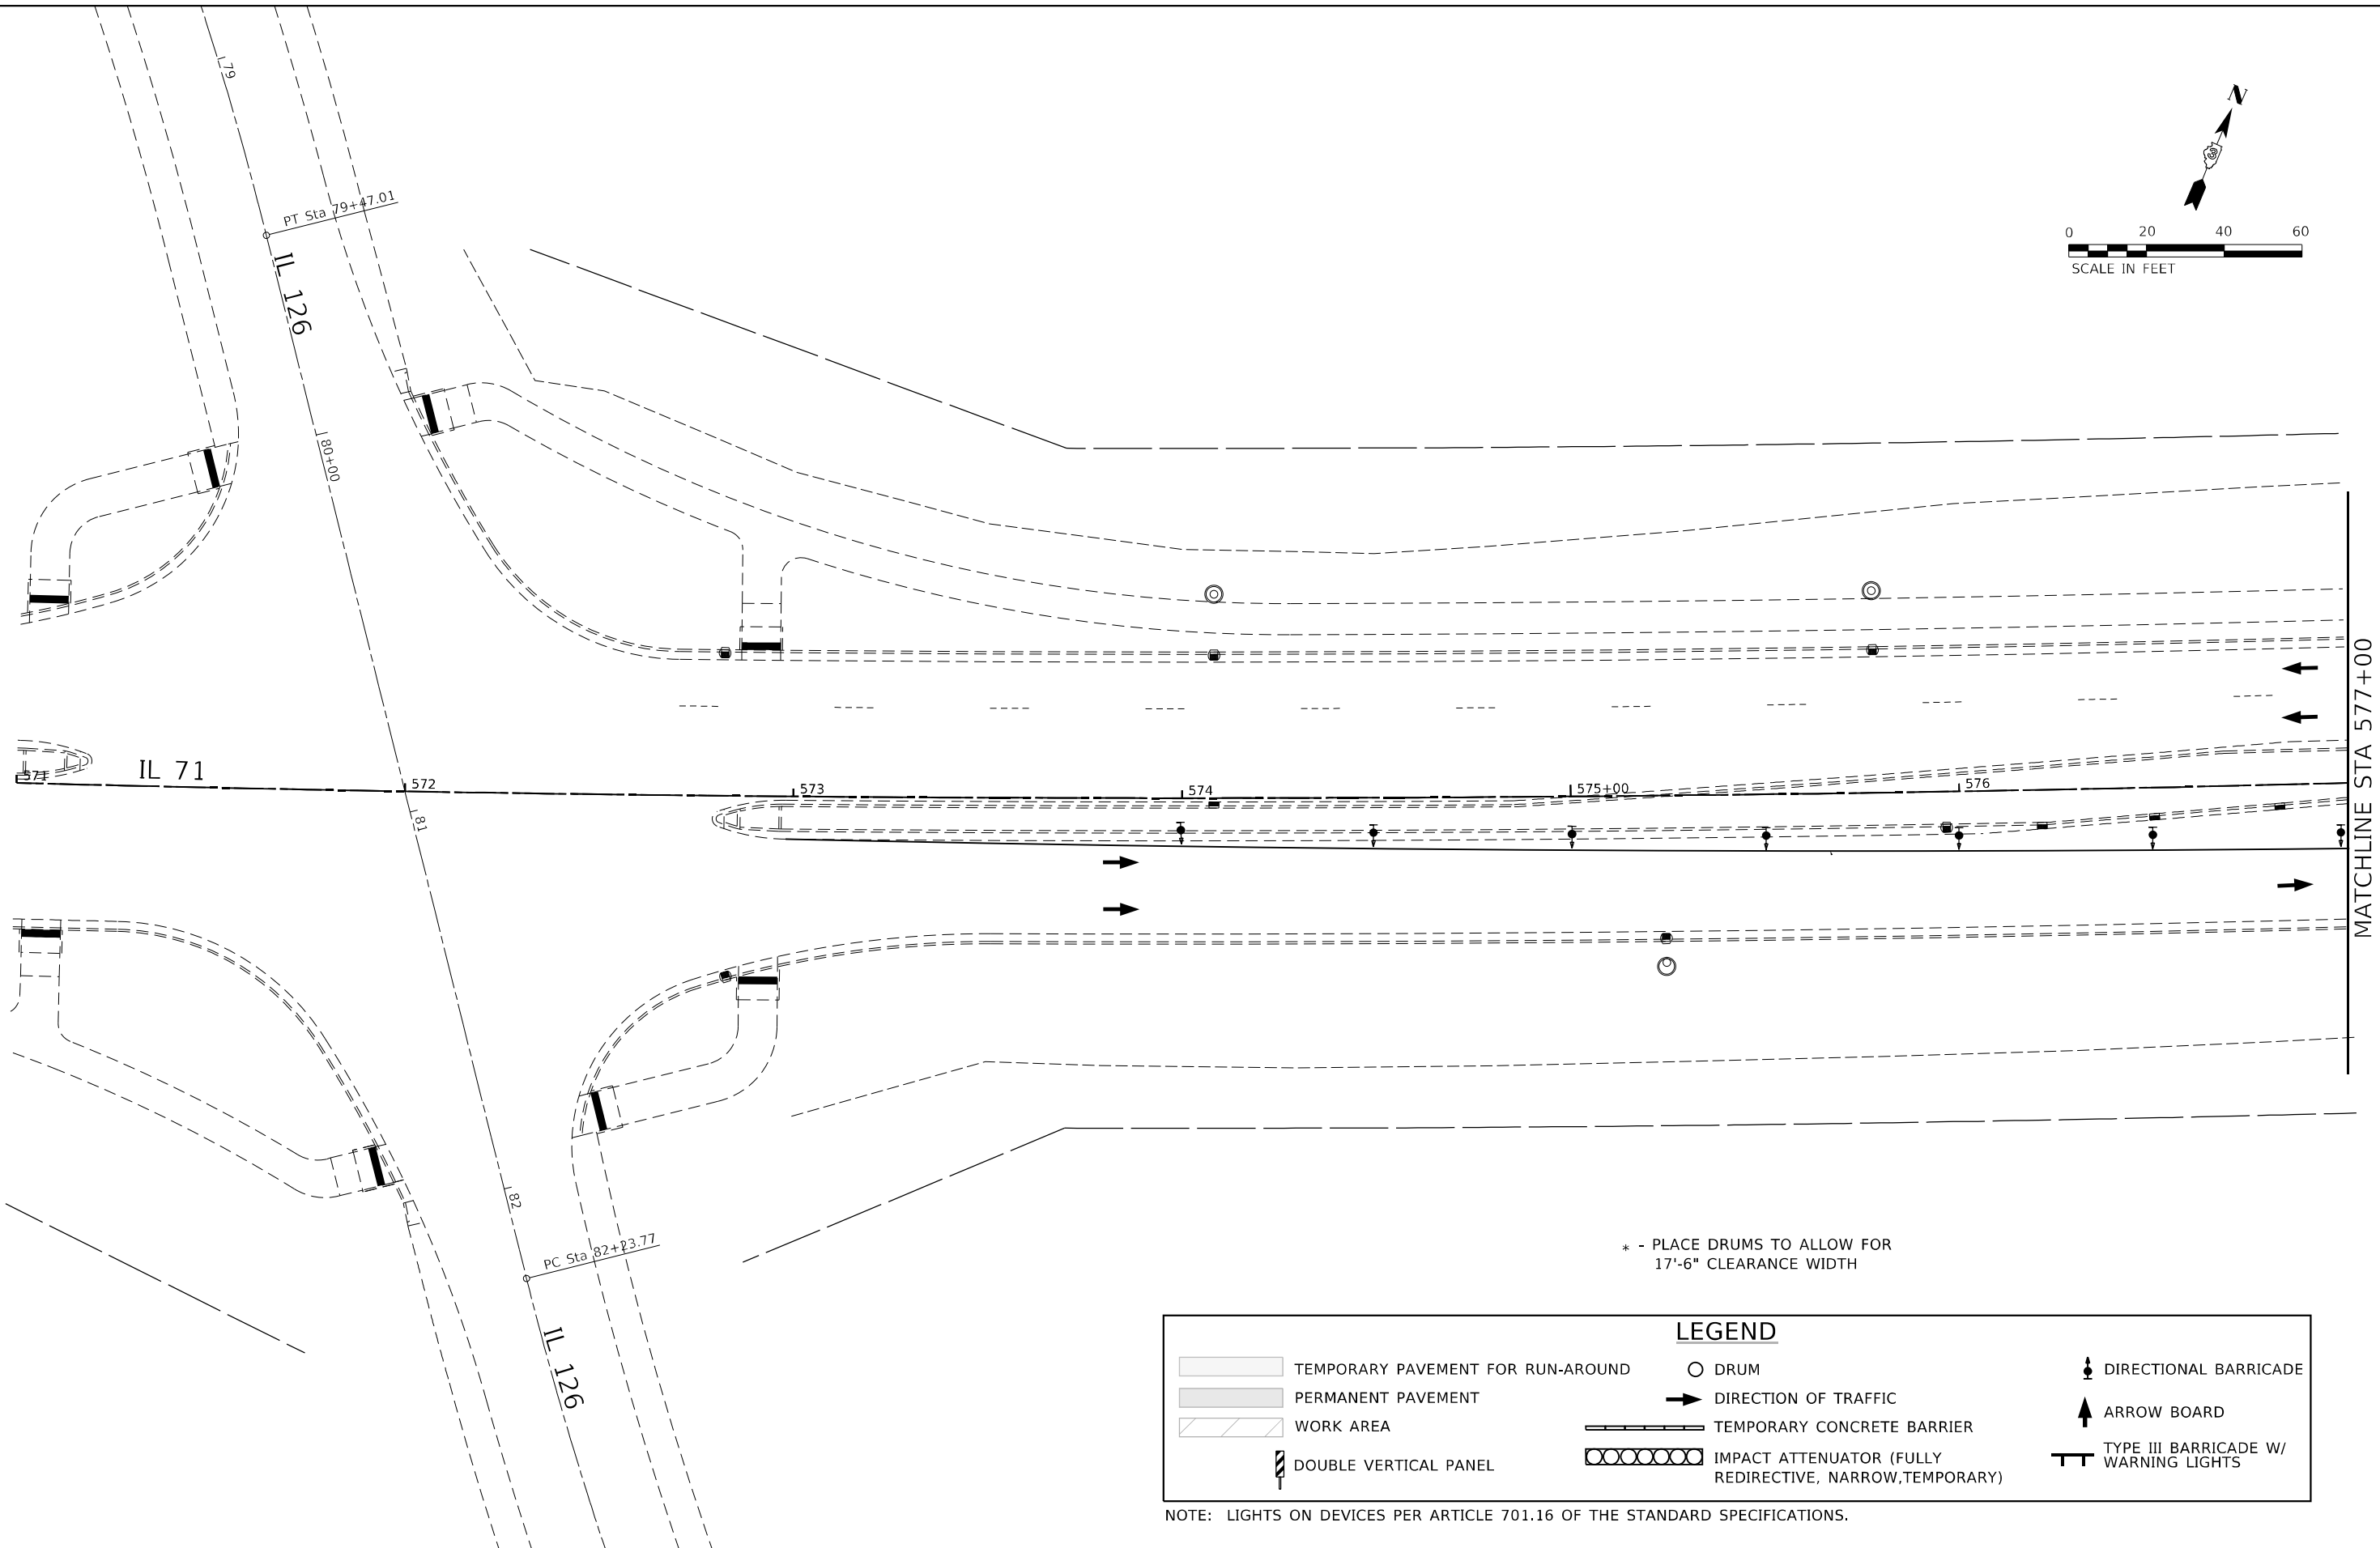 79
N
3
PT Sta 79+47.01
0 20 40 60
SCALE IN FEET
IL 126
80+00
MATCHLINE STA 577+00
IL 71
571
572
573
574
575+00
576
81
82
PC Sta 82+23.77
IL 126
* - PLACE DRUMS TO ALLOW FOR
17'-6" CLEARANCE WIDTH
LEGEND
TEMPORARY PAVEMENT FOR RUN-AROUND
PERMANENT PAVEMENT
WORK AREA
DOUBLE VERTICAL PANEL
DRUM
DIRECTION OF TRAFFIC
TEMPORARY CONCRETE BARRIER
IMPACT ATTENUATOR (FULLY
REDIRECTIVE, NARROW,TEMPORARY)
DIRECTIONAL BARRICADE
ARROW BOARD
TYPE III BARRICADE W/
WARNING LIGHTS
NOTE: LIGHTS ON DEVICES PER ARTICLE 701.16 OF THE STANDARD SPECIFICATIONS.